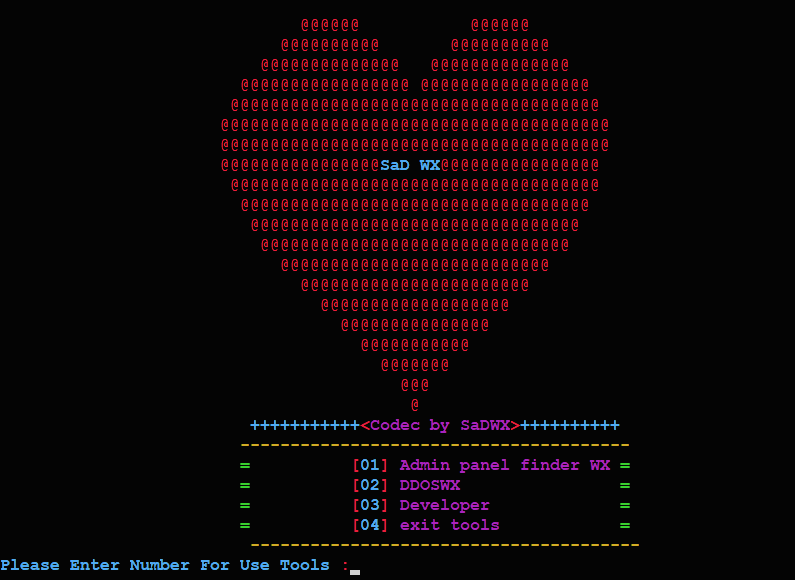 SaD WX
+++++++++++<Codec by SaDWX>++++++++++
---------------------------------------
= [01] Admin panel finder WX =
= [02] DDOSWX =
= [03] Developer =
= [04] exit tools =
---------------------------------------
Please Enter Number For Use Tools :